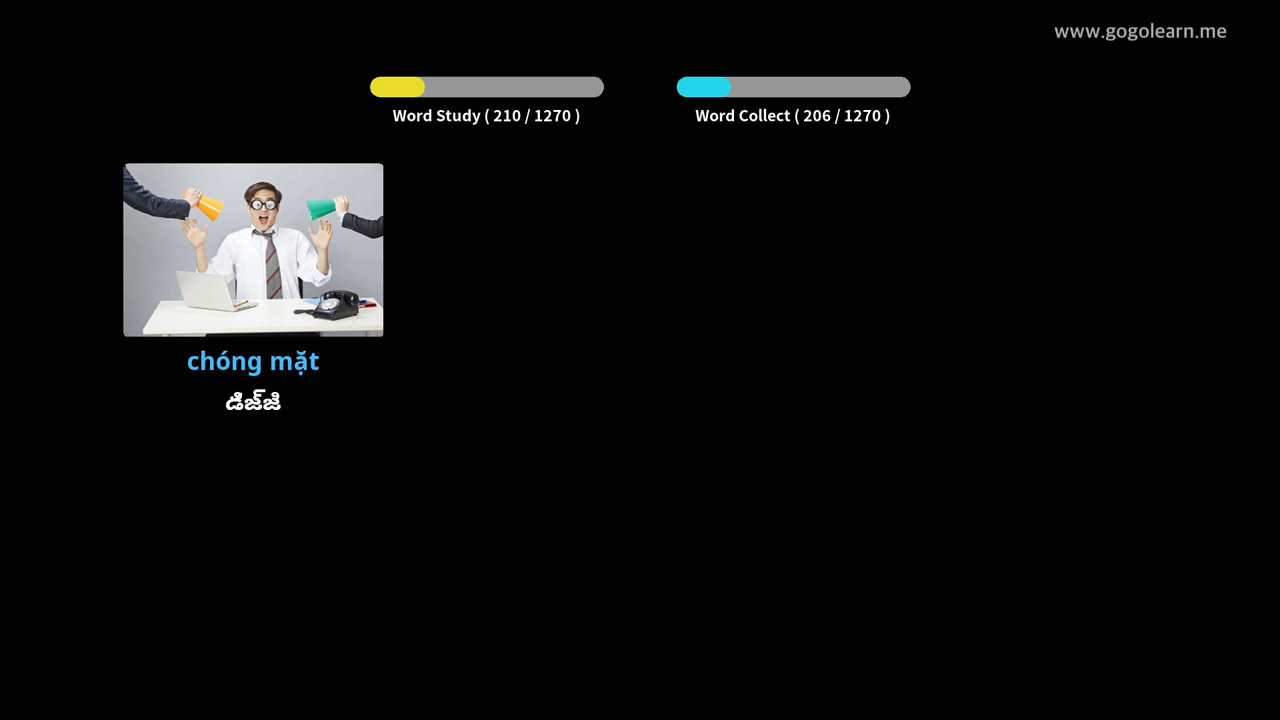 www.gogolearn.me
Word Study ( 210 / 1270 )
Word Collect ( 206 / 1270 )
chóng mặt
డిజ్‌జి